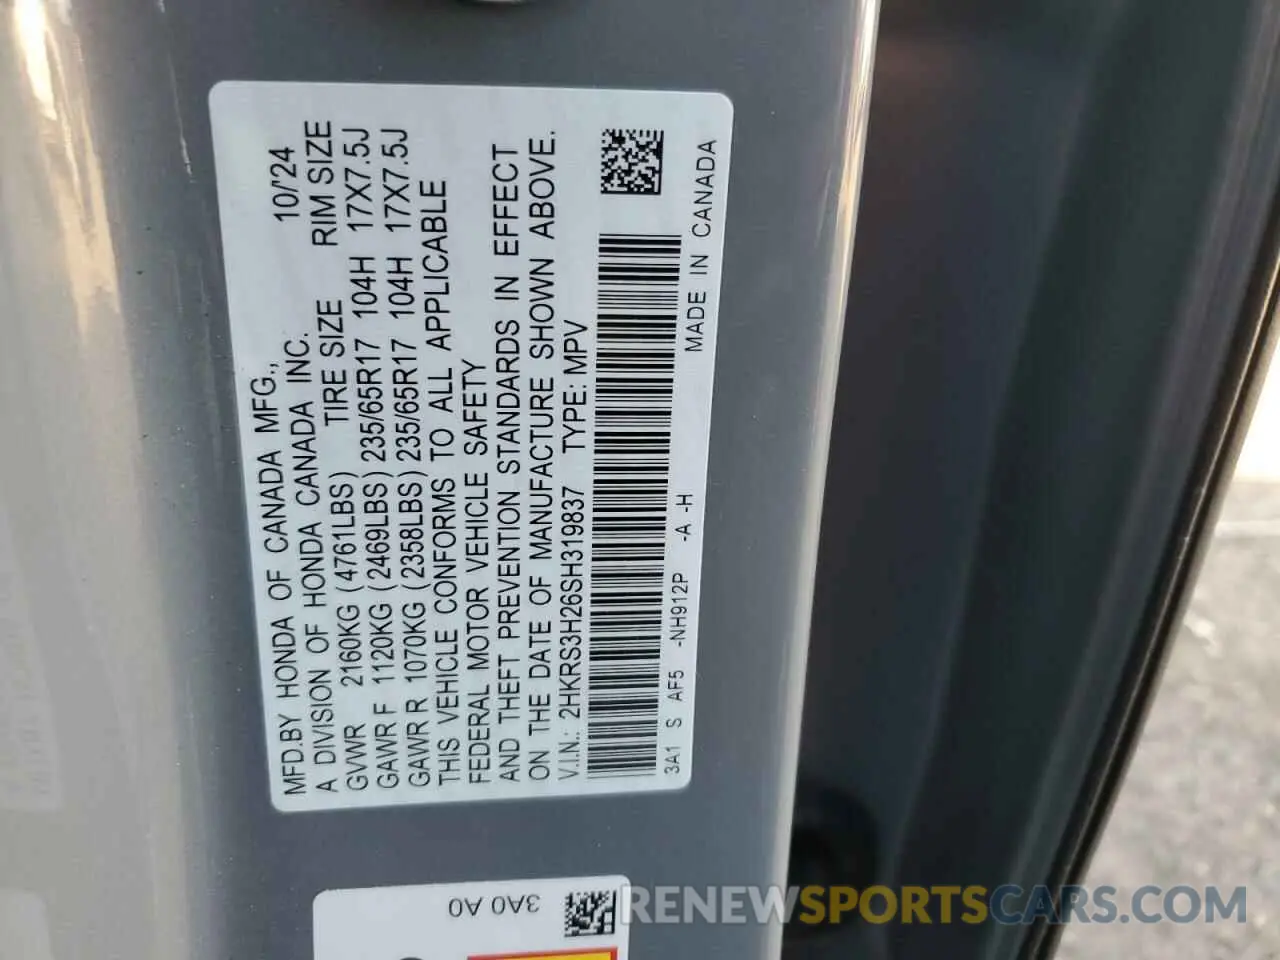 MFD.BY HONDA OF CANADA MFG., 10/'24
A DIVISION OF HONDA CANADA INC.
TIRE SIZE RIM SIZE
GVWR 2160KG (4761LBS)
GAWR F 1120KG (2469LBS) 235/65R17 104H 17X7.5J
GAWR R 1070KG (2358LBS) 235/65R17 104H 17X7.5J
THIS VEHICLE CONFORMS TO ALL APPLICABLE
FEDERAL MOTOR VEHICLE SAFETY
AND THEFT PREVENTION STANDARDS IN EFFECT
ON THE DATE OF MANUFACTURE SHOWN ABOVE.
V.I.N.: 2HKRS3H26SH319837 TYPE: MPV
3A1 S AF5 -NH912P -A -H MADE IN CANADA
3A0 A0
RENEWSPORTSCARS.COM